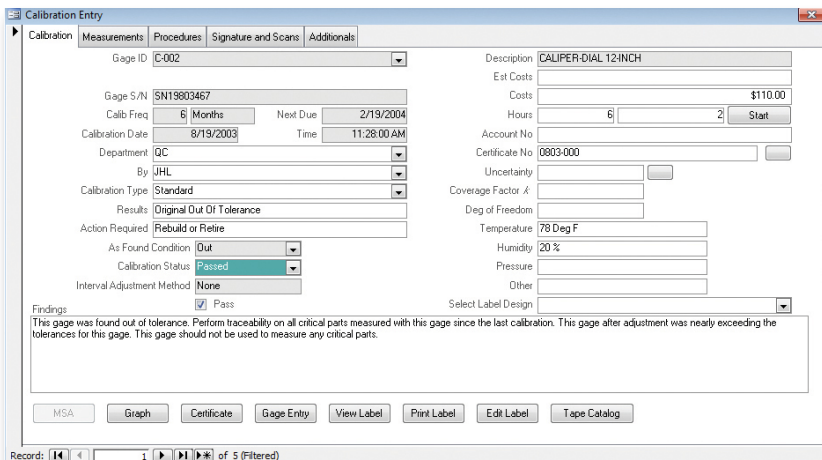 Calibration Entry
Calibration Measurements Procedures Signature and Scans Additionals
Gage ID C-002
Description CALIPER-DIAL 12-INCH
Est Costs
Gage S/N SN19803467
Costs $110.00
Calib Freq 6 Months Next Due 2/19/2004
Hours 6 2 Start
Calibration Date 8/19/2003 Time 11:28:00 AM
Account No
Department QC
Certificate No 0803-000
By JHL
Uncertainty
Calibration Type Standard
Coverage Factor k
Results Original Out Of Tolerance
Deg of Freedom
Action Required Rebuild or Retire
Temperature 78 Deg F
As Found Condition Out
Humidity 20 %
Calibration Status Passed
Pressure
Interval Adjustment Method None
Other
Pass
Select Label Design
Findings
This gage was found out of tolerance. Perform traceability on all critical parts measured with this gage since the last calibration. This gage after adjustment was nearly exceeding the
tolerances for this gage. This gage should not be used to measure any critical parts.
MSA Graph Certificate Gage Entry View Label Print Label Edit Label Tape Catalog
Record: 1 of 5 (Filtered)